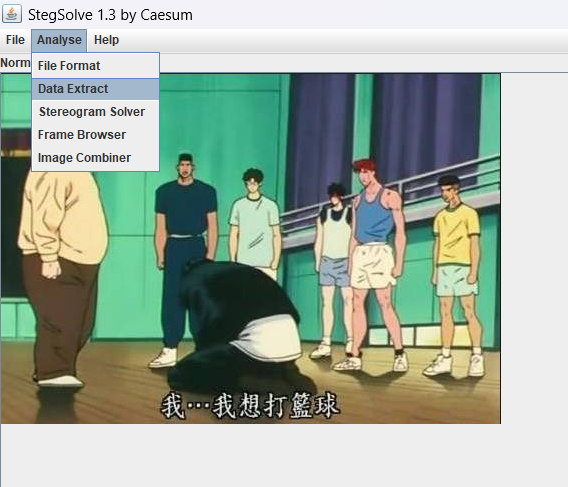 StegSolve 1.3 by Caesum
File Analyse Help
Norm
File Format
Data Extract
Stereogram Solver
Frame Browser
Image Combiner
我…我想打籃球